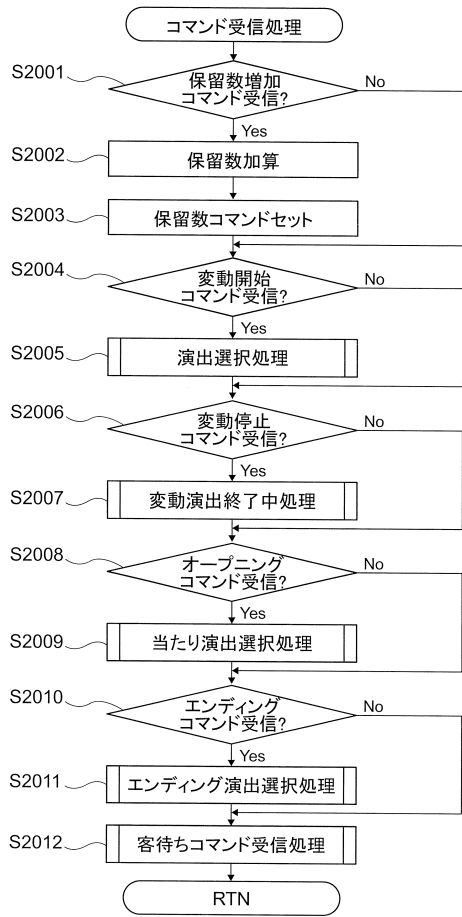 コマンド受信処理
S2001
保留数増加
コマンド受信?
No
Yes
S2002
保留数加算
S2003
保留数コマンドセット
S2004
変動開始
コマンド受信?
No
Yes
S2005
演出選択処理
S2006
変動停止
コマンド受信?
No
Yes
S2007
変動演出終了中処理
S2008
オープニング
コマンド受信?
No
Yes
S2009
当たり演出選択処理
S2010
エンディング
コマンド受信?
No
Yes
S2011
エンディング演出選択処理
S2012
客待ちコマンド受信処理
RTN